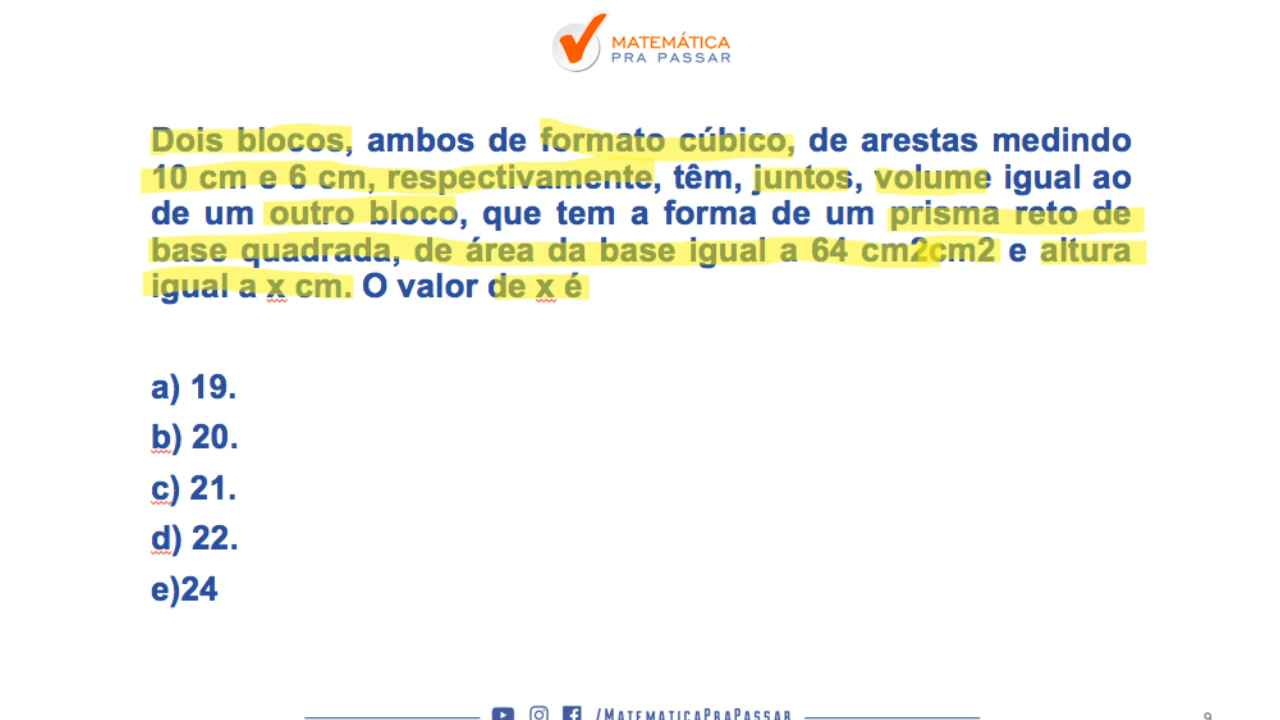 MATEMÁTICA
PRA PASSAR
Dois blocos, ambos de formato cúbico, de arestas medindo
10 cm e 6 cm, respectivamente, têm, juntos, volume igual ao
de um outro bloco, que tem a forma de um prisma reto de
base quadrada, de área da base igual a 64 cm2cm2 e altura
igual a x cm. O valor de x é
a) 19.
b) 20.
c) 21.
d) 22.
e)24
/MATEMATICAPRAPASSAR
9